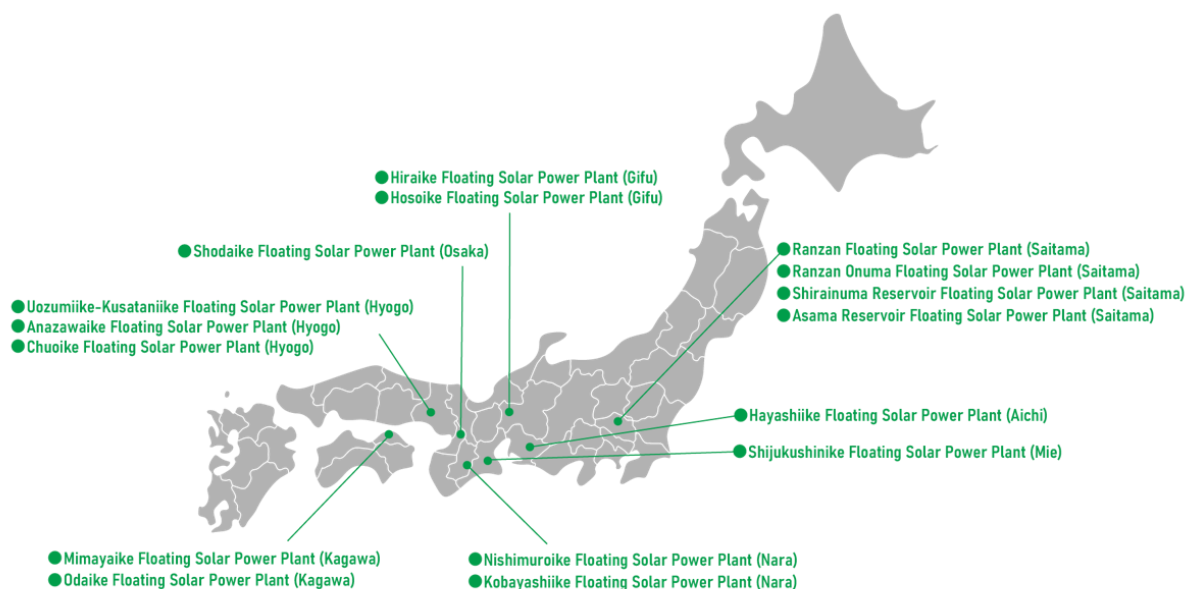 Hiraike Floating Solar Power Plant (Gifu)
Hosoike Floating Solar Power Plant (Gifu)
Shodaike Floating Solar Power Plant (Osaka)
Uozumiike-Kusataniike Floating Solar Power Plant (Hyogo)
Anazawaike Floating Solar Power Plant (Hyogo)
Chuoike Floating Solar Power Plant (Hyogo)
Ranzan Floating Solar Power Plant (Saitama)
Ranzan Onuma Floating Solar Power Plant (Saitama)
Shirainuma Reservoir Floating Solar Power Plant (Saitama)
Asama Reservoir Floating Solar Power Plant (Saitama)
Hayashiike Floating Solar Power Plant (Aichi)
Shijukushinike Floating Solar Power Plant (Mie)
Mimayaike Floating Solar Power Plant (Kagawa)
Odaike Floating Solar Power Plant (Kagawa)
Nishimuroike Floating Solar Power Plant (Nara)
Kobayashiike Floating Solar Power Plant (Nara)